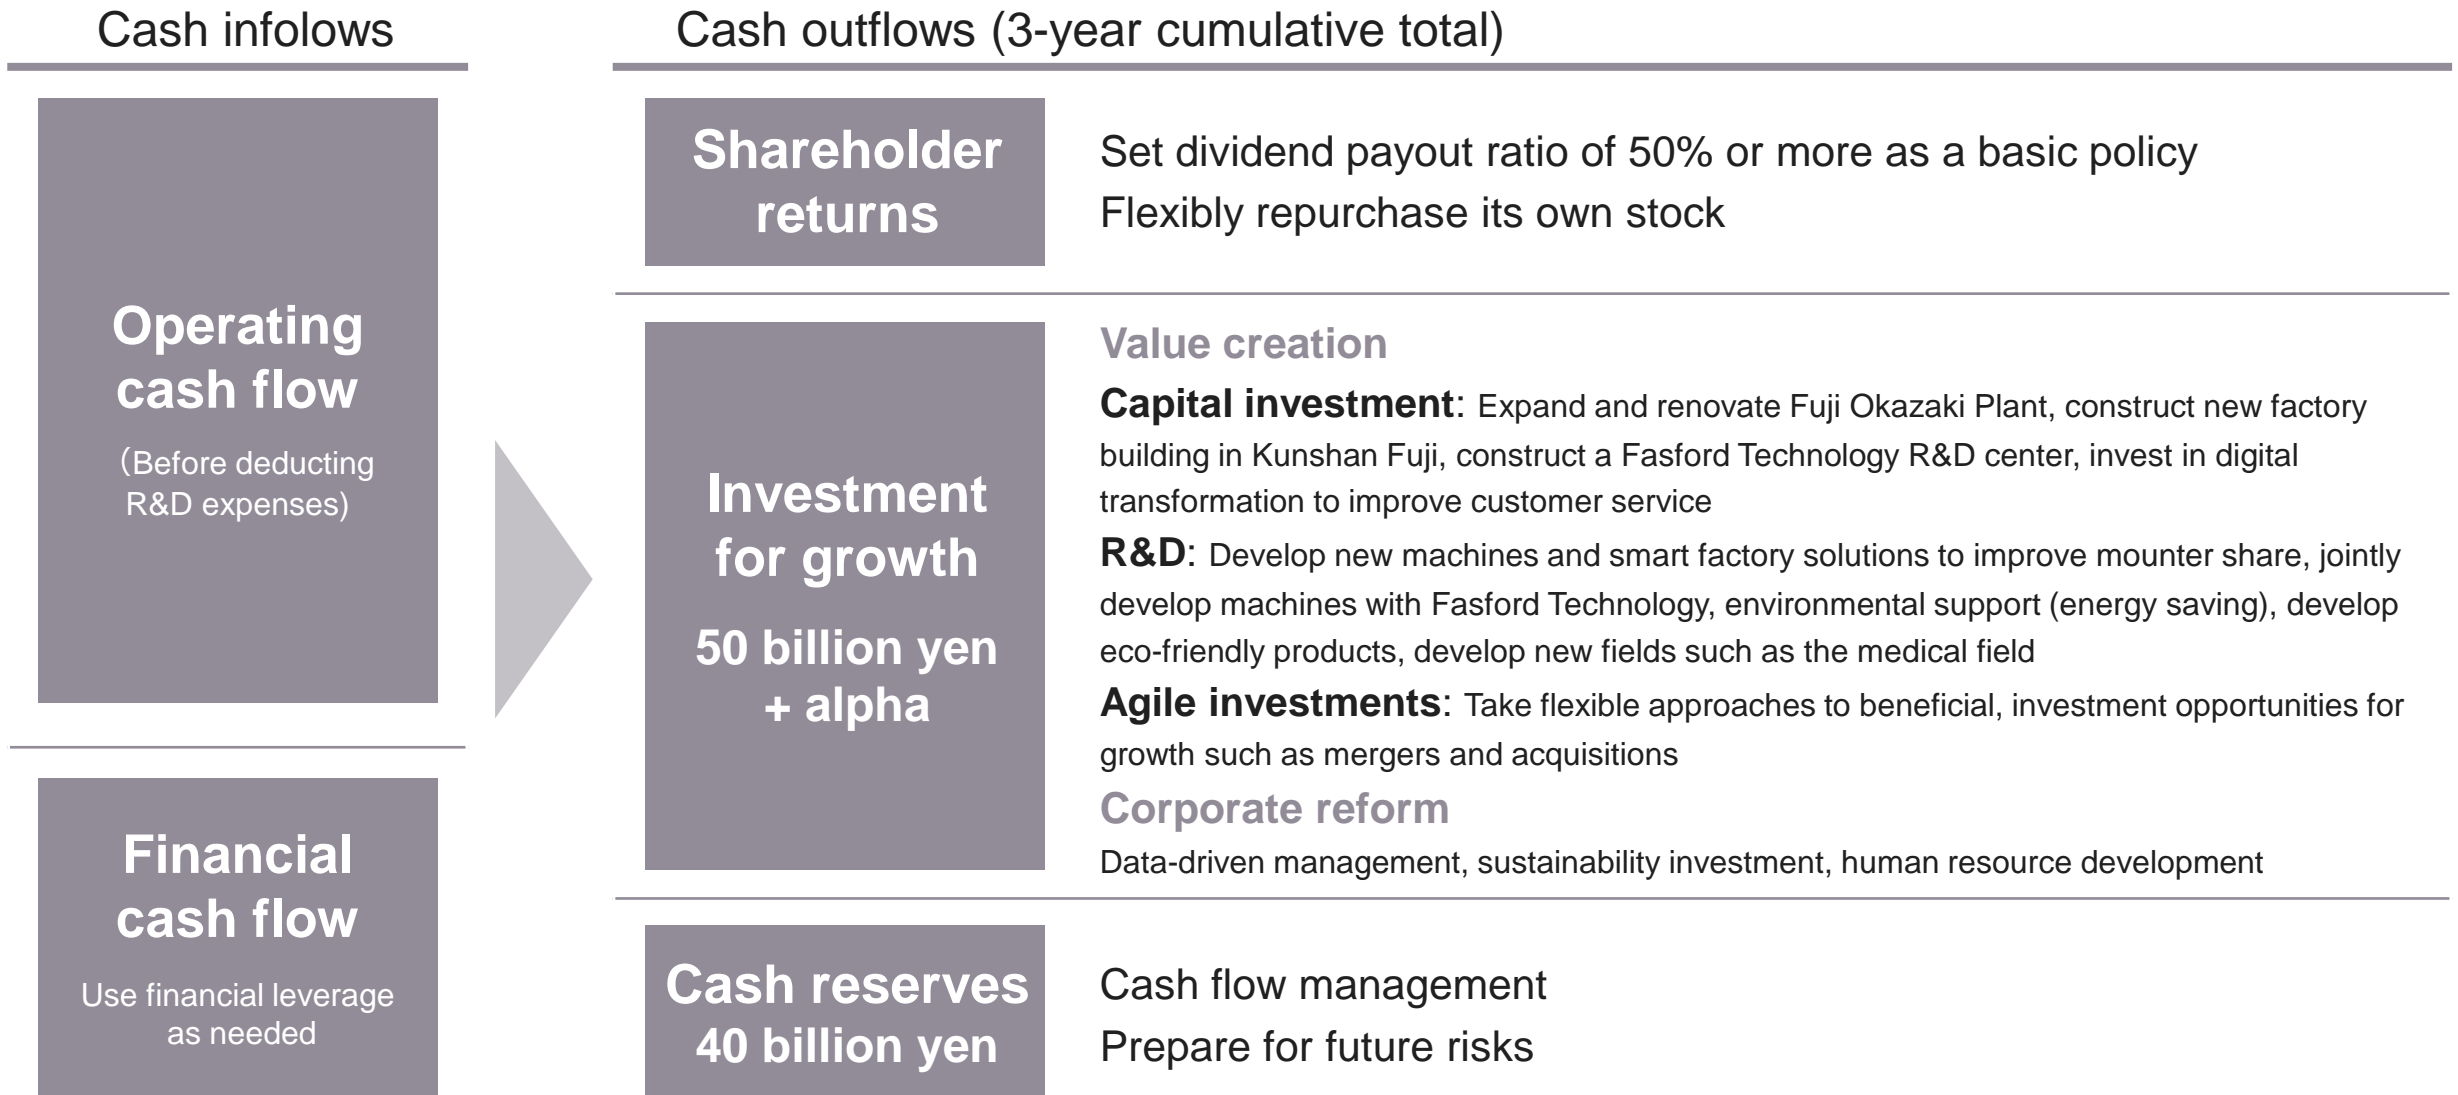 Cash infolows
Operating
cash flow
（Before deducting
R&D expenses)
Financial
cash flow
Use financial leverage
as needed
Cash outflows (3-year cumulative total)
Shareholder
returns
Set dividend payout ratio of 50% or more as a basic policy
Flexibly repurchase its own stock
Investment
for growth
50 billion yen
+ alpha
Value creation
Capital investment: Expand and renovate Fuji Okazaki Plant, construct new factory
building in Kunshan Fuji, construct a Fasford Technology R&D center, invest in digital
transformation to improve customer service
R&D: Develop new machines and smart factory solutions to improve mounter share, jointly
develop machines with Fasford Technology, environmental support (energy saving), develop
eco-friendly products, develop new fields such as the medical field
Agile investments: Take flexible approaches to beneficial, investment opportunities for
growth such as mergers and acquisitions
Corporate reform
Data-driven management, sustainability investment, human resource development
Cash reserves
40 billion yen
Cash flow management
Prepare for future risks